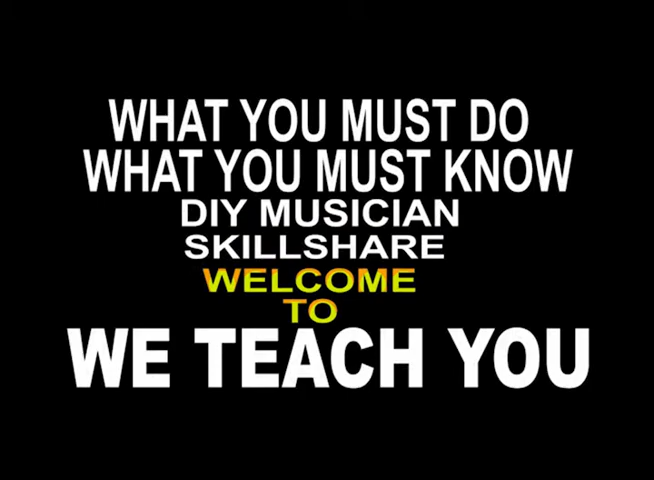 WHAT YOU MUST DO
WHAT YOU MUST KNOW
DIY MUSICIAN
SKILLSHARE
WELCOME
TO
WE TEACH YOU